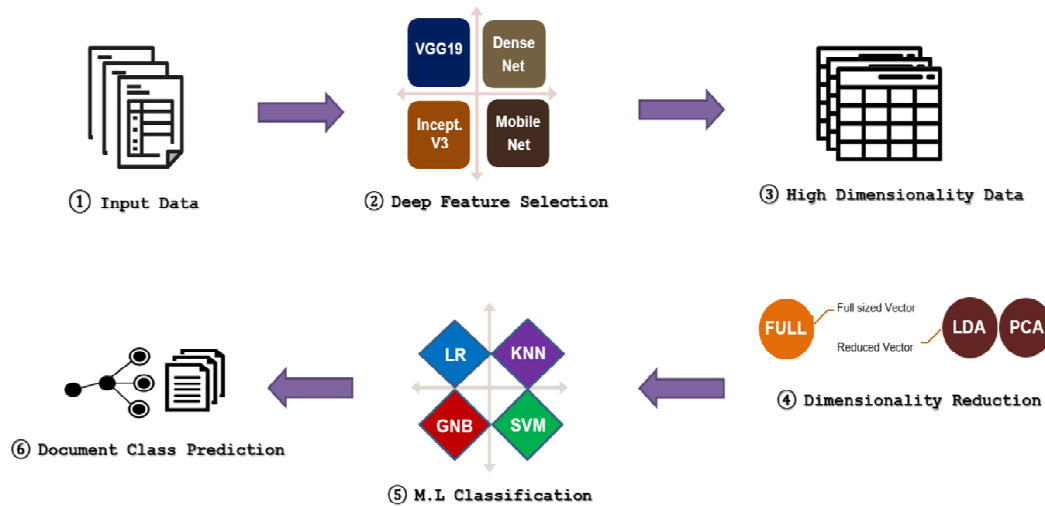 VGG19
Dense
Net
Incept.
V3
Mobile
Net
① Input Data
② Deep Feature Selection
③ High Dimensionality Data
FULL
Full sized Vector
Reduced Vector
LDA
PCA
④ Dimensionality Reduction
LR
KNN
GNB
SVM
⑤ M.L Classification
⑥ Document Class Prediction